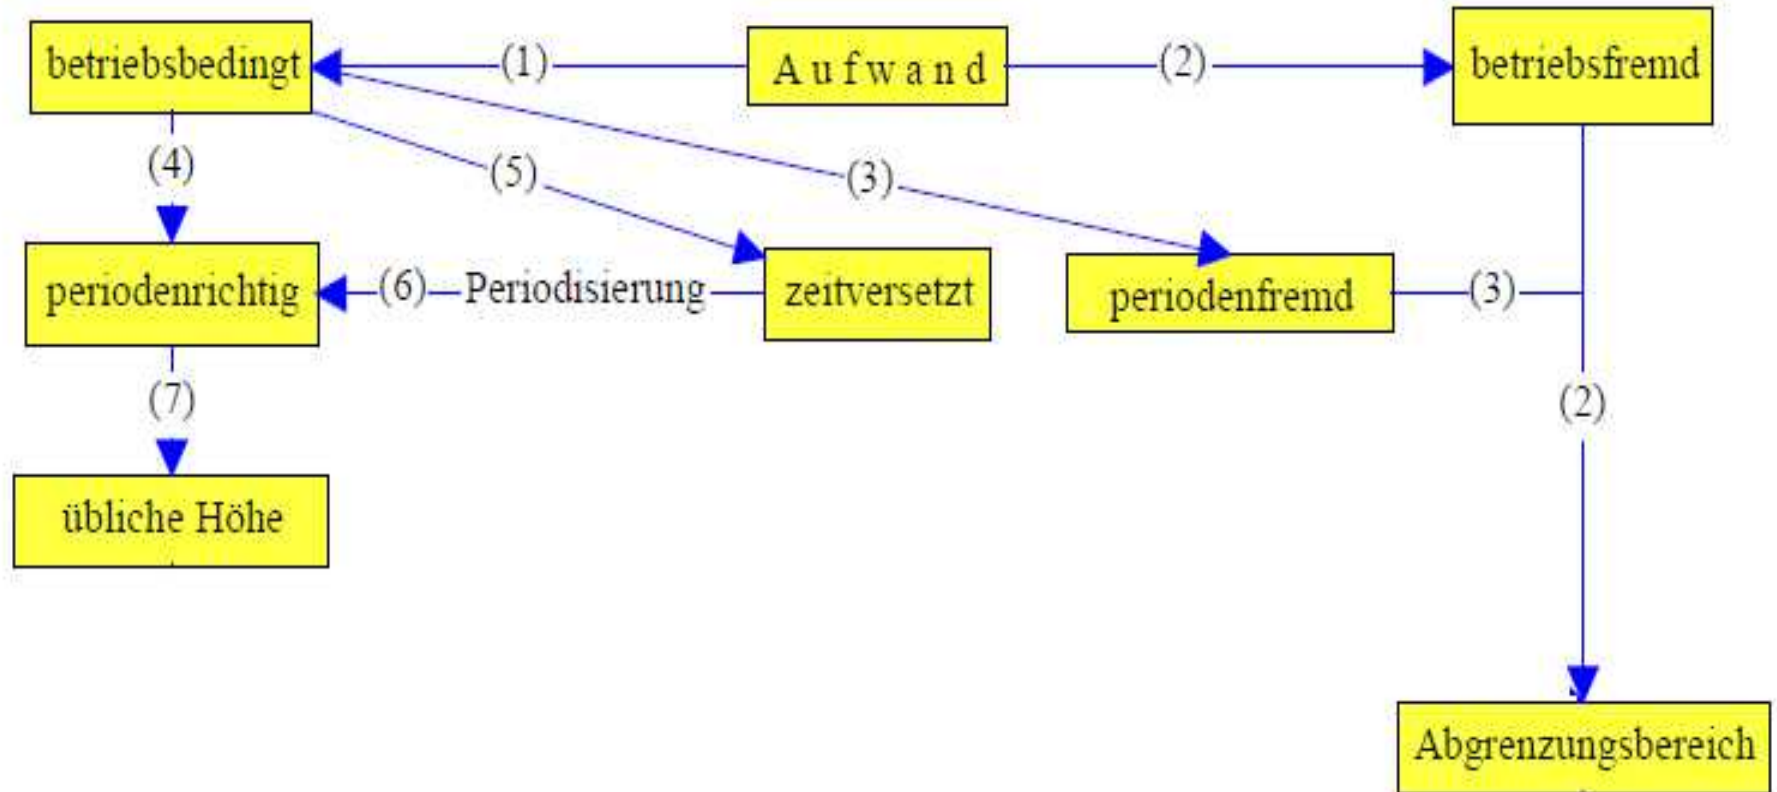 betriebsbedingt (1) A u f w a n d (2) betriebsfremd
(4) (5) (3)
periodenrichtig (6) Periodisierung zeitversetzt periodenfremd (3)
(7) (2)
übliche Höhe
Abgrenzungsbereich